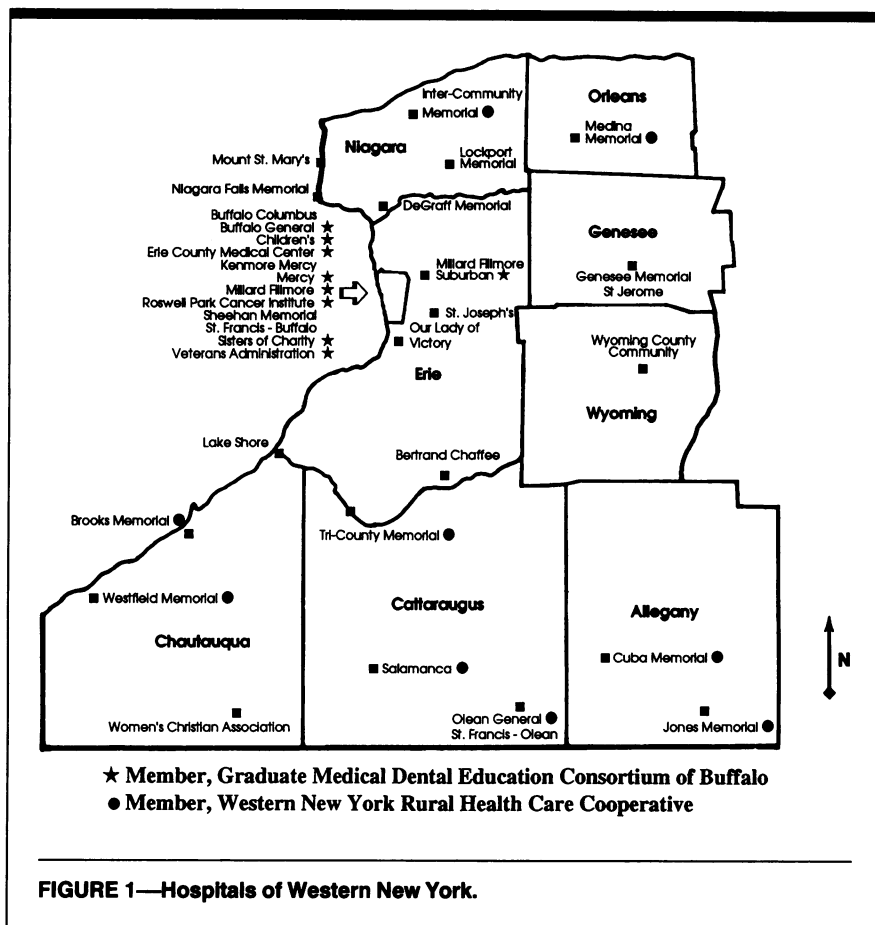 Inter-Community
Memorial ●
Niagara
Lockport
Memorial
Mount St. Mary's
Niagara Falls Memorial
DeGraff Memorial
Orleans
Medina
Memorial ●
Genesee
Genesee Memorial
St Jerome
Buffalo Columbus
Buffalo General ★
Children's ★
Erie County Medical Center ★
Kenmore Mercy
Mercy ★
Millard Fillmore ★
Roswell Park Cancer Institute ★
Sheehan Memorial
St. Francis - Buffalo
Sisters of Charity ★
Veterans Administration ★
Millard Fillmore
Suburban ★
St. Joseph's
Our Lady of
Victory
Erie
Wyoming County
Community
Wyoming
Lake Shore
Bertrand Chaffee
Brooks Memorial ●
Tri-County Memorial ●
Westfield Memorial ●
Chautauqua
Women's Christian Association
Cattaraugus
Salamanca ●
Olean General ●
St. Francis - Olean
Allegany
Cuba Memorial ●
Jones Memorial ●
N
★ Member, Graduate Medical Dental Education Consortium of Buffalo
● Member, Western New York Rural Health Care Cooperative
FIGURE 1—Hospitals of Western New York.